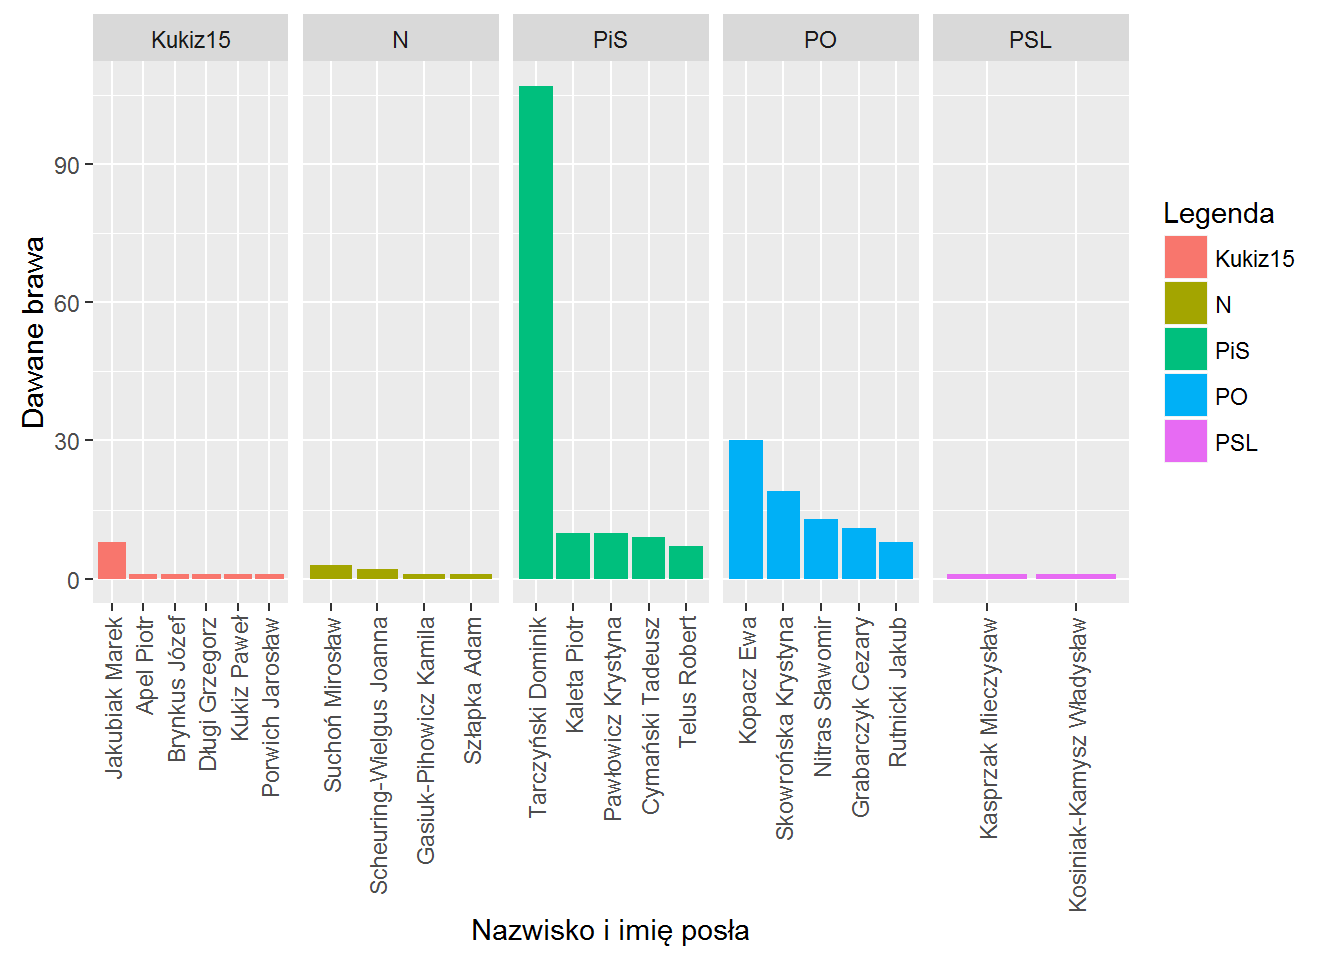 Kukiz15
N
PiS
PO
PSL
Dawane brawa
90
60
30
0
Jakubiak Marek
Apel Piotr
Brynkus Józef
Długi Grzegorz
Kukiz Paweł
Porwich Jarosław
Suchoń Mirosław
Scheuring-Wielgus Joanna
Gasiuk-Pihowicz Kamila
Szłapka Adam
Tarczyński Dominik
Kaleta Piotr
Pawłowicz Krystyna
Cymański Tadeusz
Telus Robert
Kopacz Ewa
Skowrońska Krystyna
Nitras Sławomir
Grabarczyk Cezary
Rutnicki Jakub
Kasprzak Mieczysław
Kosiniak-Kamysz Władysław
Nazwisko i imię posła
Legenda
Kukiz15
N
PiS
PO
PSL